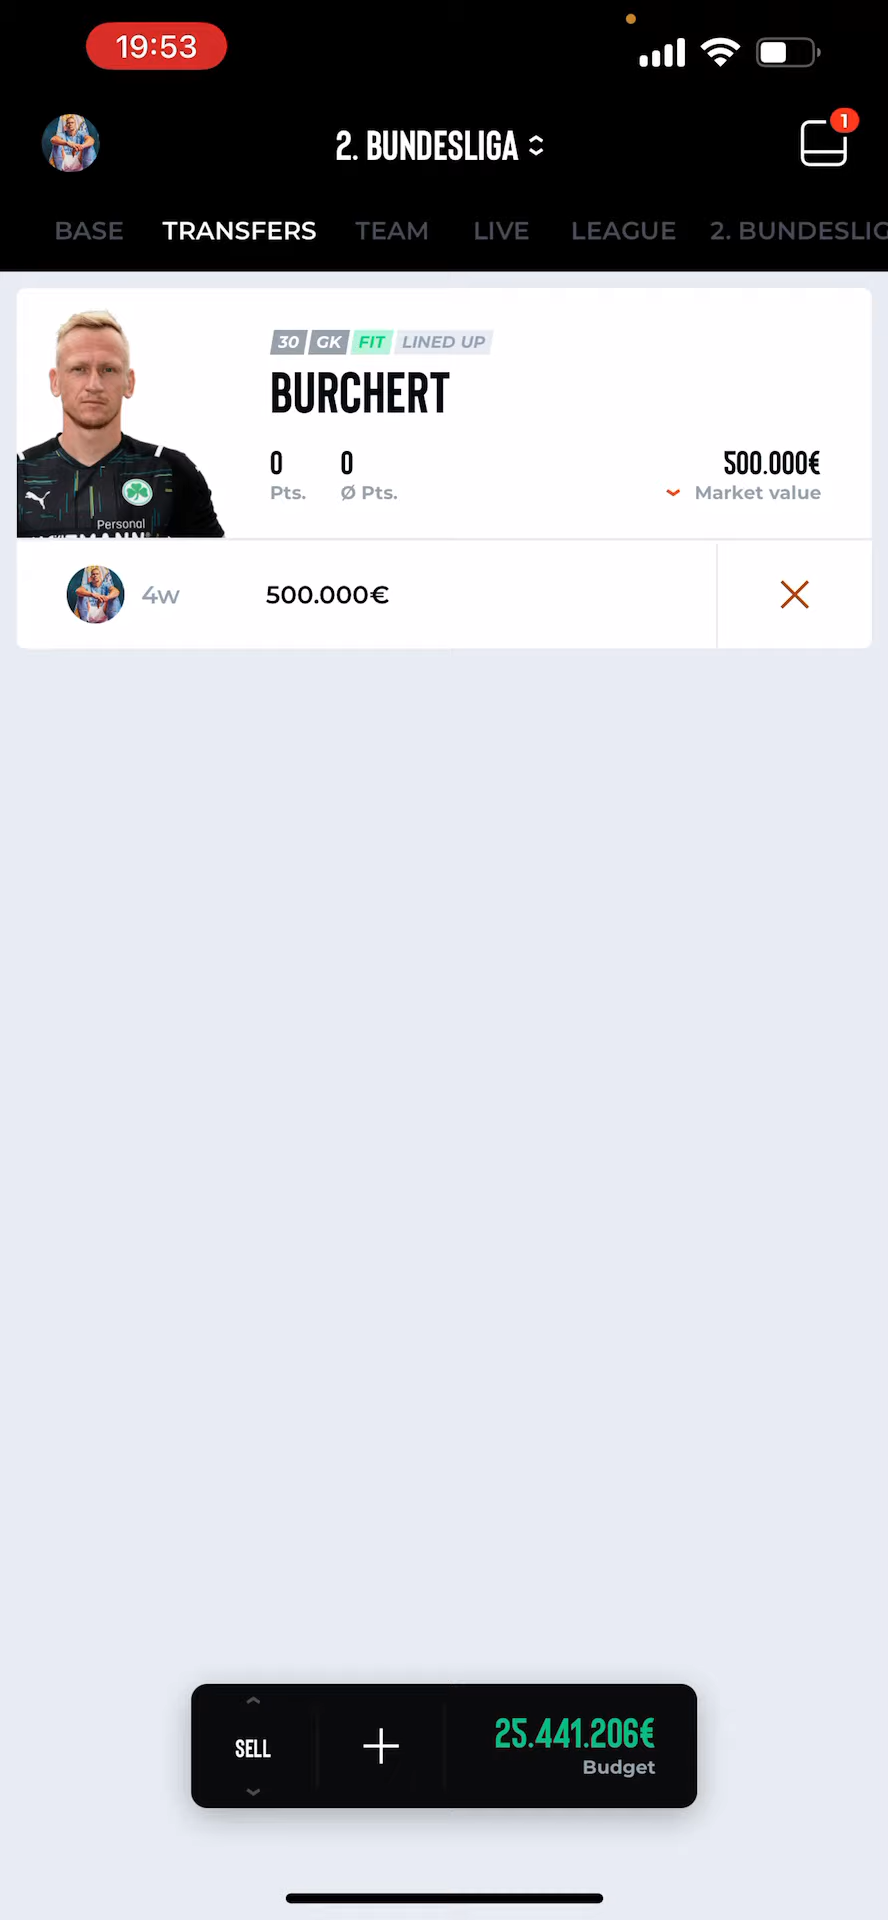 19:53
2. BUNDESLIGA
1
BASE TRANSFERS TEAM LIVE LEAGUE 2. BUNDESLIG
30 GK FIT LINED UP
BURCHERT
0 0 500.000€
Pts. Ø Pts. Market value
Personal
4w 500.000€
SELL
25.441.206€
Budget